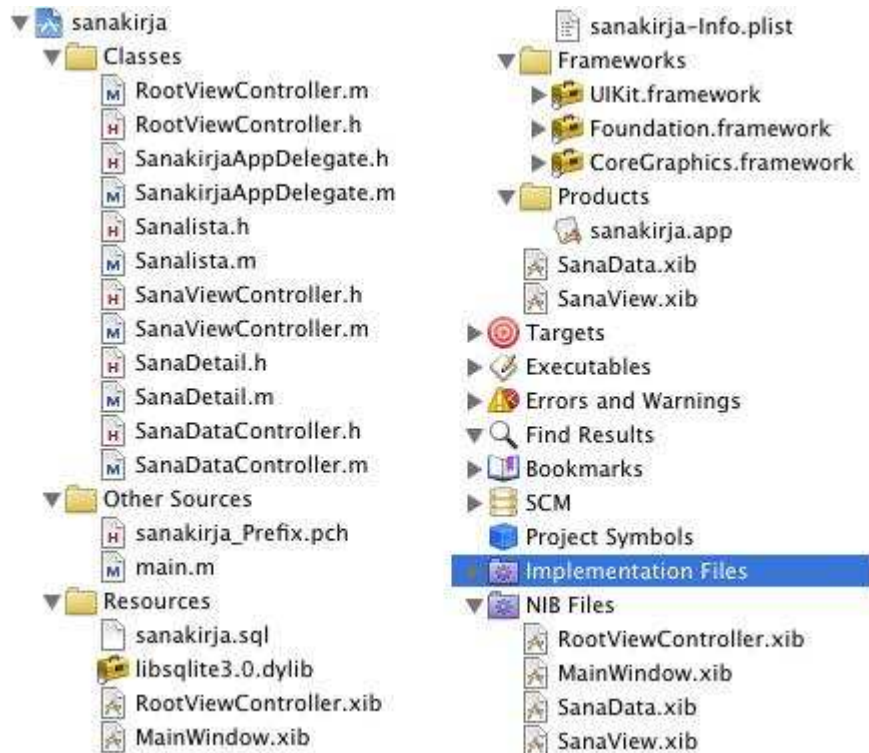 sanakirja
Classes
RootViewController.m
RootViewController.h
SanakirjaAppDelegate.h
SanakirjaAppDelegate.m
Sanalista.h
Sanalista.m
SanaViewController.h
SanaViewController.m
SanaDetail.h
SanaDetail.m
SanaDataController.h
SanaDataController.m
Other Sources
sanakirja_Prefix.pch
main.m
Resources
sanakirja.sql
libsqlite3.0.dylib
RootViewController.xib
MainWindow.xib
sanakirja-Info.plist
Frameworks
UIKit.framework
Foundation.framework
CoreGraphics.framework
Products
sanakirja.app
SanaData.xib
SanaView.xib
Targets
Executables
Errors and Warnings
Find Results
Bookmarks
SCM
Project Symbols
Implementation Files
NIB Files
RootViewController.xib
MainWindow.xib
SanaData.xib
SanaView.xib